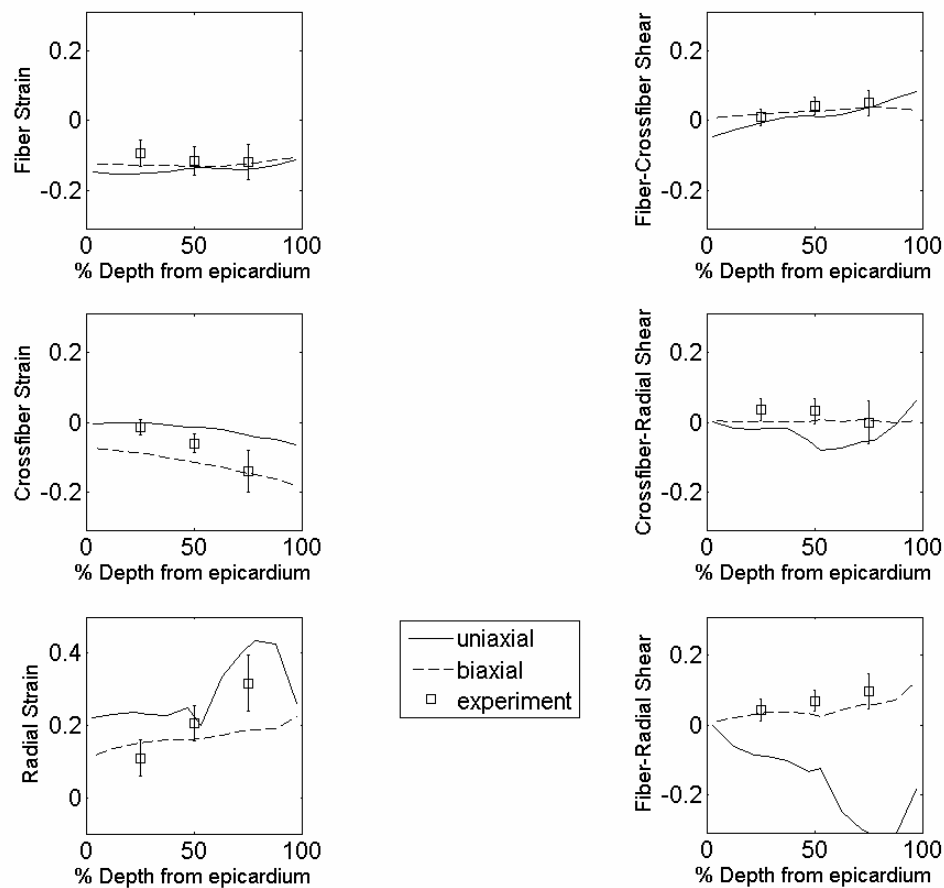 Fiber Strain
0.2
0
-0.2
0 50 100
% Depth from epicardium
Fiber-Crossfiber Shear
0.2
0
-0.2
0 50 100
% Depth from epicardium
Crossfiber Strain
0.2
0
-0.2
0 50 100
% Depth from epicardium
Crossfiber-Radial Shear
0.2
0
-0.2
0 50 100
% Depth from epicardium
Radial Strain
0.4
0.2
0
0 50 100
% Depth from epicardium
uniaxial
biaxial
experiment
Fiber-Radial Shear
0.2
0
-0.2
0 50 100
% Depth from epicardium